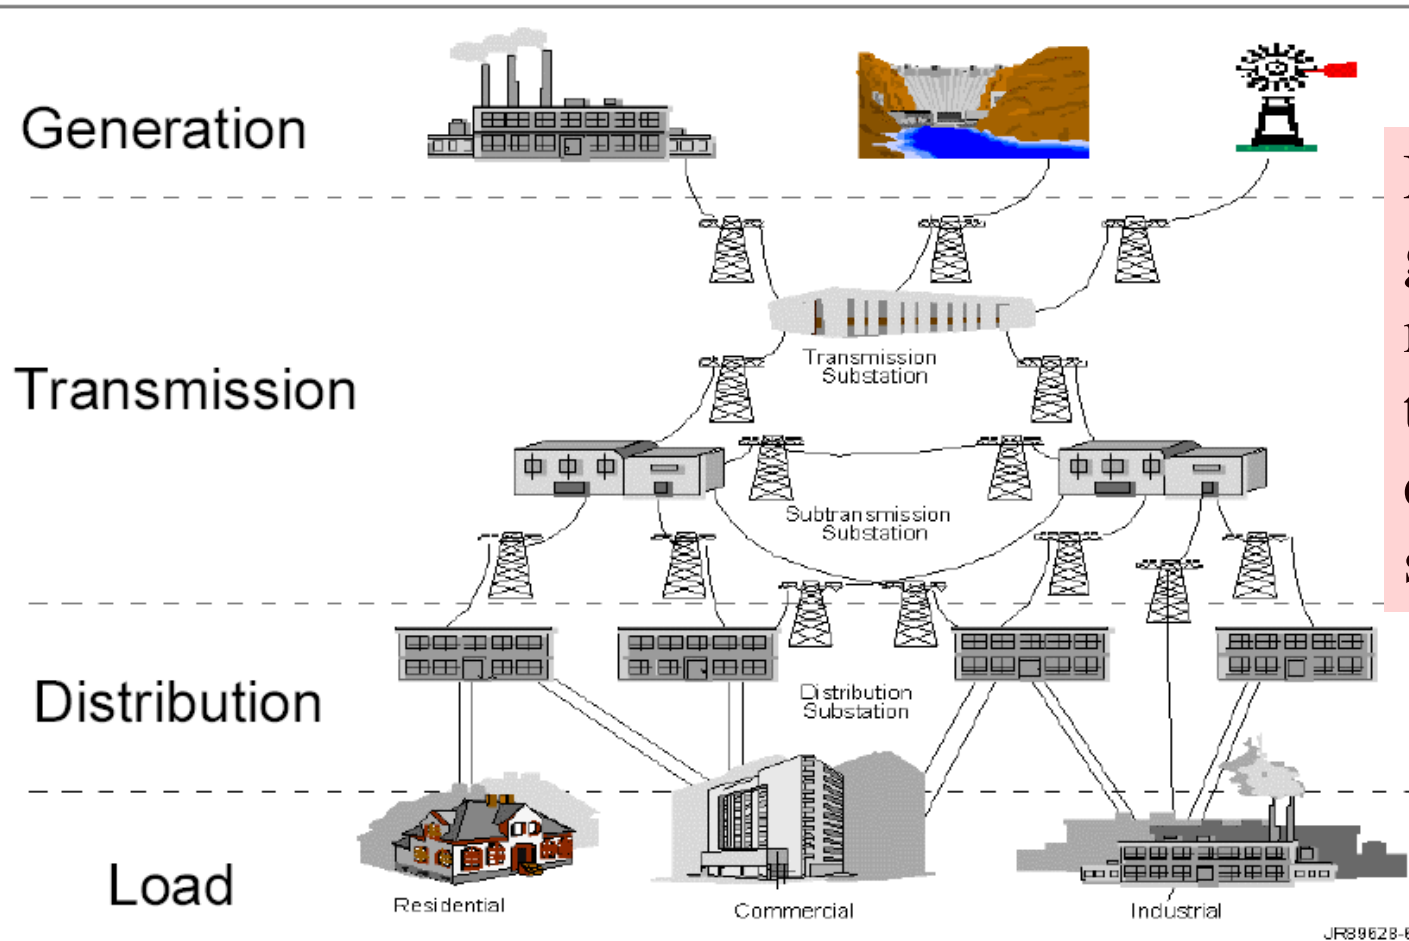 Generation
Transmission
Transmission
Substation
Subtransmission
Substation
Distribution
Distribution
Substation
Load
Residential
Commercial
Industrial